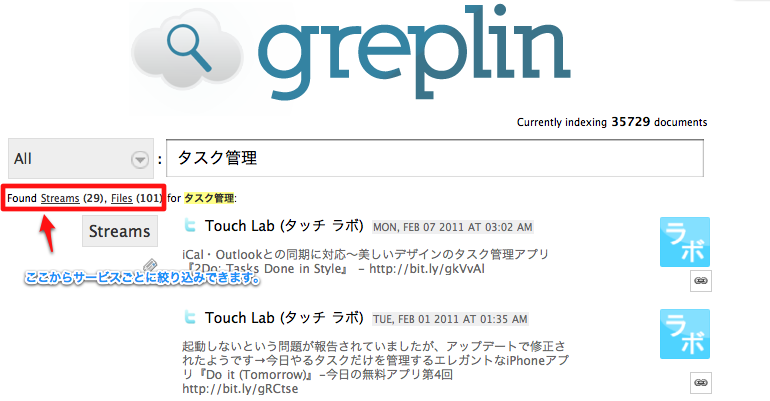 greplin
Currently indexing 35729 documents
All : タスク管理
Found Streams (29), Files (101) for タスク管理:
Streams
Touch Lab (タッチ ラボ) MON, FEB 07 2011 AT 03:02 AM
iCal・Outlookとの同期に対応〜美しいデザインのタスク管理アプリ
『2Do: Tasks Done in Style』 – http://bit.ly/gkVvAl
ラボ
ここからサービスごとに絞り込みできます。
Touch Lab (タッチ ラボ) TUE, FEB 01 2011 AT 01:35 AM
起動しないという問題が報告されていましたが、アップデートで修正さ
れたようです→今日やるタスクだけを管理するエレガントなiPhoneアプ
リ『Do it (Tomorrow)』–今日の無料アプリ第4回
http://bit.ly/gRCtse
ラボ